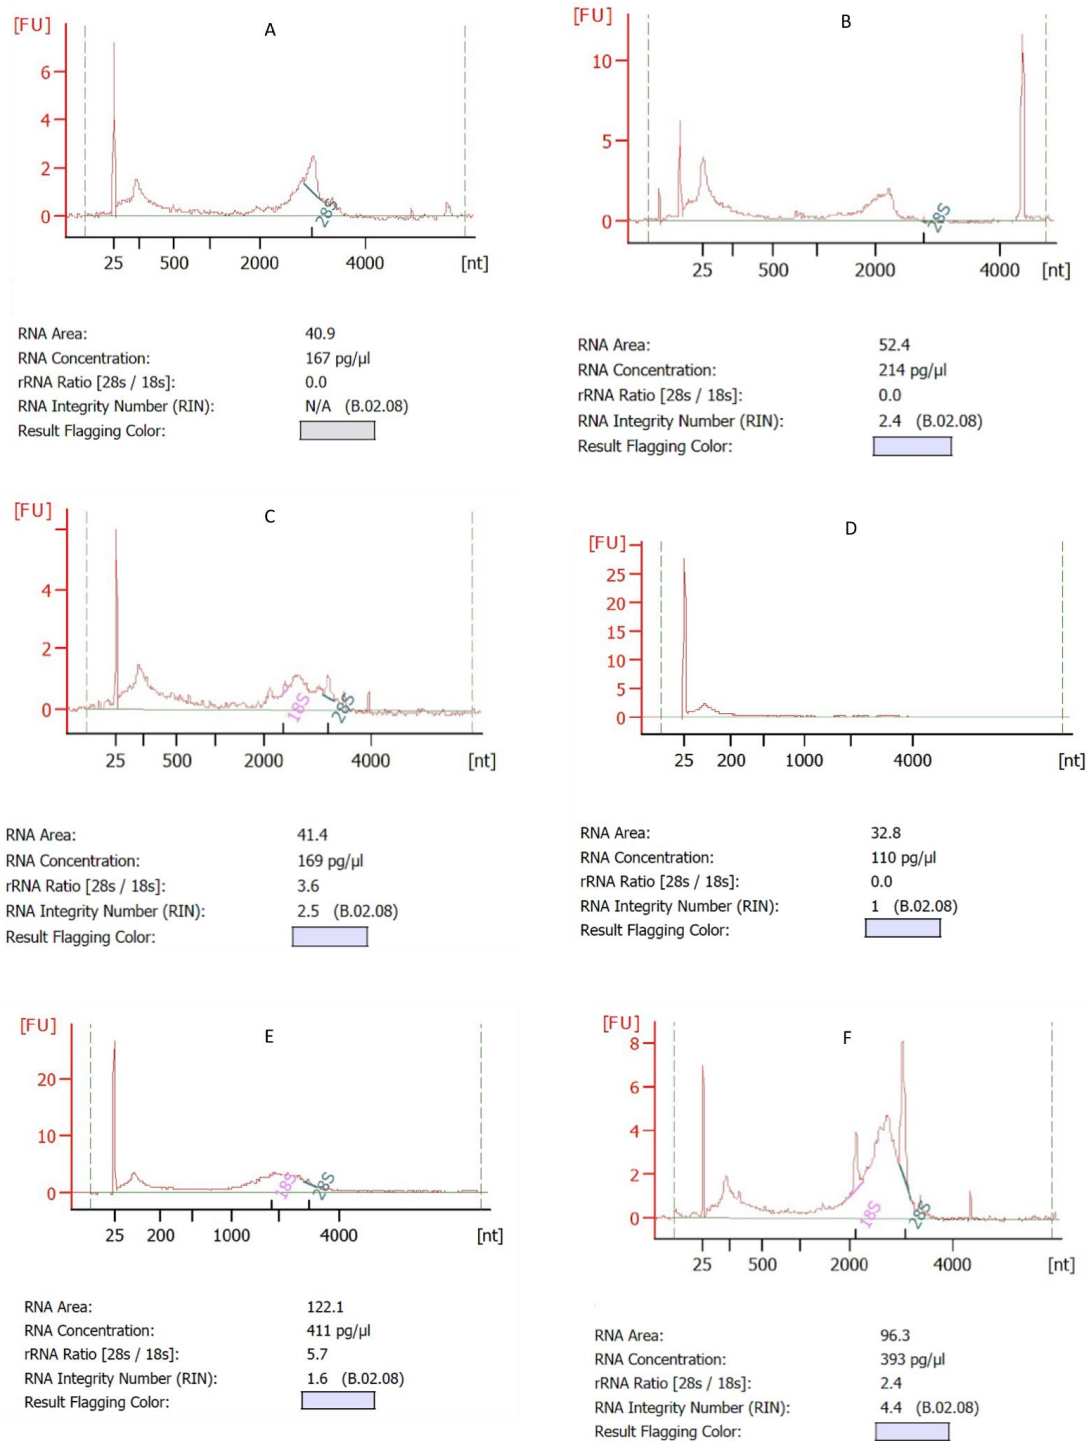 [FU]
A
6
4
2
0
28S
25 500 2000 4000 [nt]
RNA Area: 40.9
RNA Concentration: 167 pg/µl
rRNA Ratio [28s / 18s]: 0.0
RNA Integrity Number (RIN): N/A (B.02.08)
Result Flagging Color:
[FU]
B
10
5
0
28S
25 500 2000 4000 [nt]
RNA Area: 52.4
RNA Concentration: 214 pg/µl
rRNA Ratio [28s / 18s]: 0.0
RNA Integrity Number (RIN): 2.4 (B.02.08)
Result Flagging Color:
[FU]
C
4
2
0
18S 28S
25 500 2000 4000 [nt]
RNA Area: 41.4
RNA Concentration: 169 pg/µl
rRNA Ratio [28s / 18s]: 3.6
RNA Integrity Number (RIN): 2.5 (B.02.08)
Result Flagging Color:
[FU]
D
25
20
15
10
5
0
25 200 1000 4000 [nt]
RNA Area: 32.8
RNA Concentration: 110 pg/µl
rRNA Ratio [28s / 18s]: 0.0
RNA Integrity Number (RIN): 1 (B.02.08)
Result Flagging Color:
[FU]
E
20
10
0
18S 28S
25 200 1000 4000 [nt]
RNA Area: 122.1
RNA Concentration: 411 pg/µl
rRNA Ratio [28s / 18s]: 5.7
RNA Integrity Number (RIN): 1.6 (B.02.08)
Result Flagging Color:
[FU]
F
8
6
4
2
0
18S 28S
25 500 2000 4000 [nt]
RNA Area: 96.3
RNA Concentration: 393 pg/µl
rRNA Ratio [28s / 18s]: 2.4
RNA Integrity Number (RIN): 4.4 (B.02.08)
Result Flagging Color: